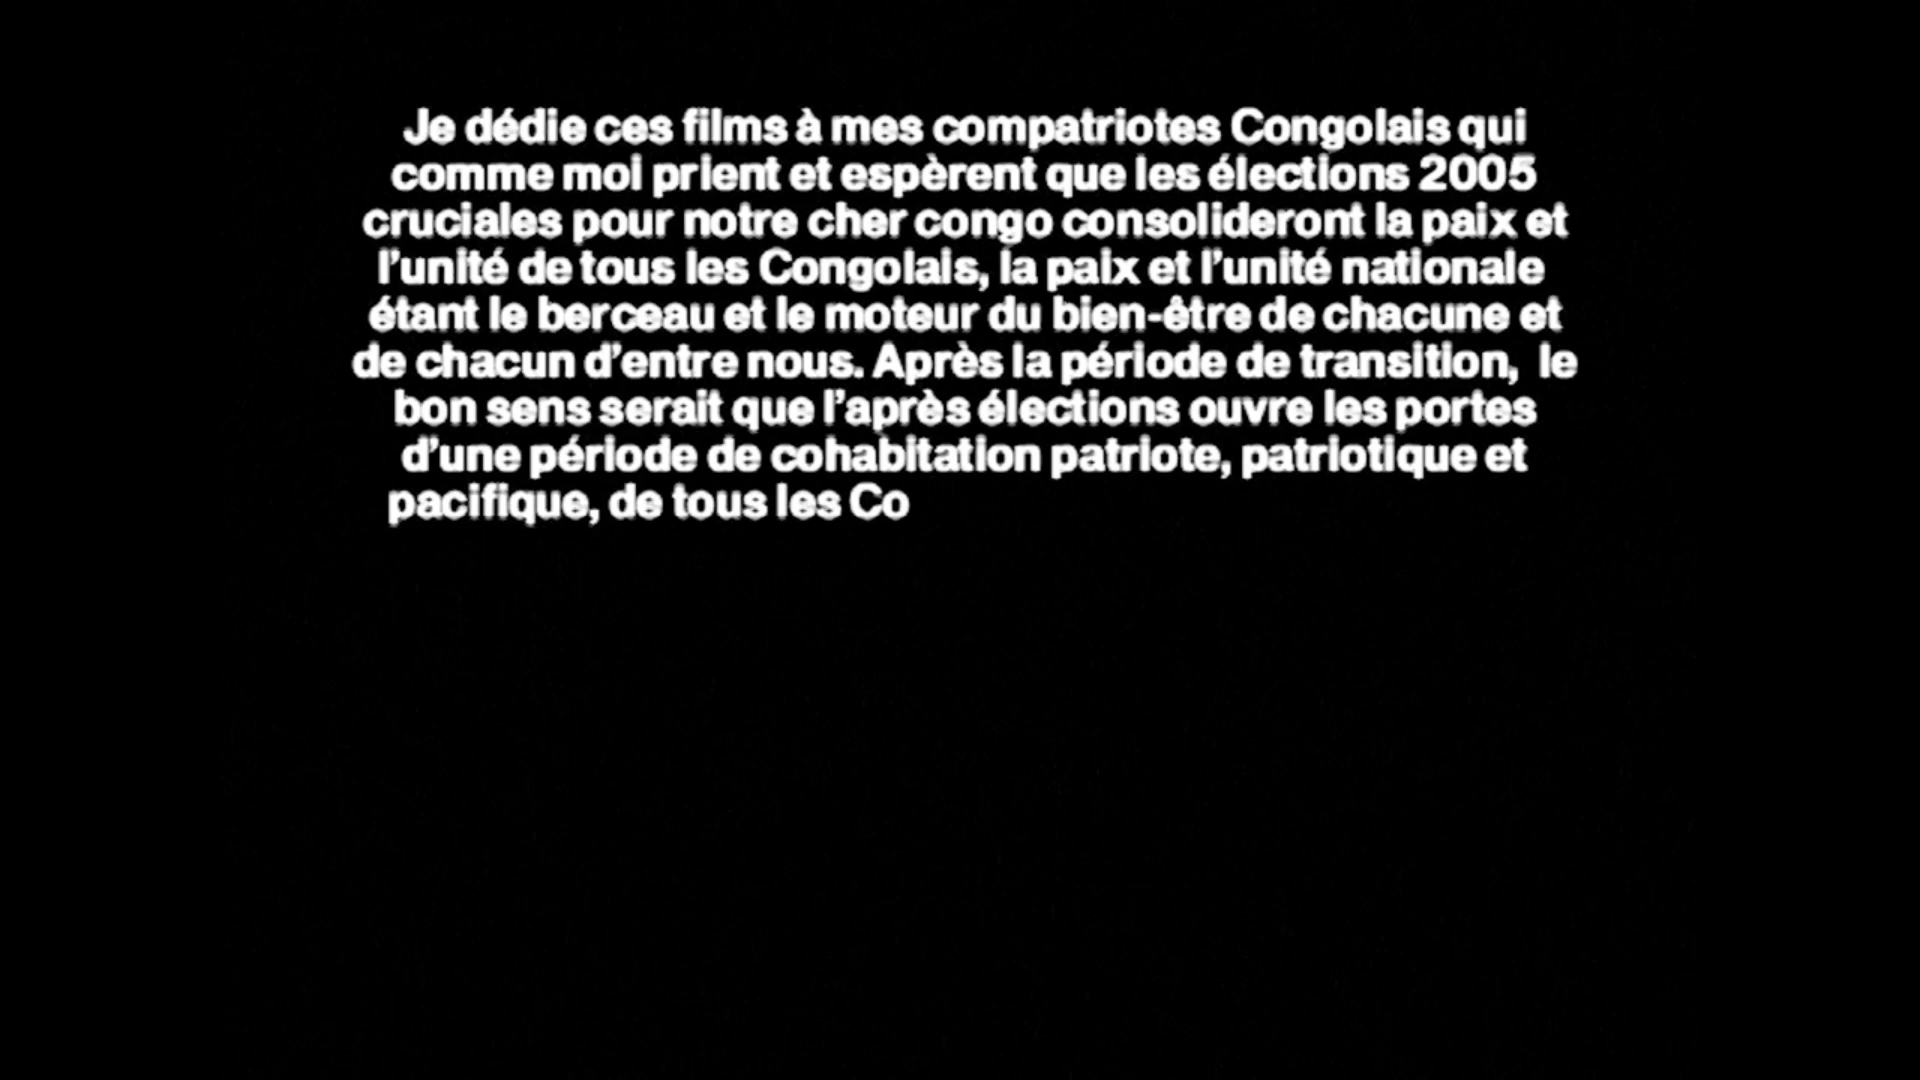 Je dédie ces films à mes compatriotes Congolais qui
comme moi prient et espèrent que les élections 2005
cruciales pour notre cher congo consolideront la paix et
l'unité de tous les Congolais, la paix et l'unité nationale
étant le berceau et le moteur du bien-être de chacune et
de chacun d'entre nous. Après la période de transition,  le
bon sens serait que l'après élections ouvre les portes
d'une période de cohabitation patriote, patriotique et
pacifique, de tous les Co